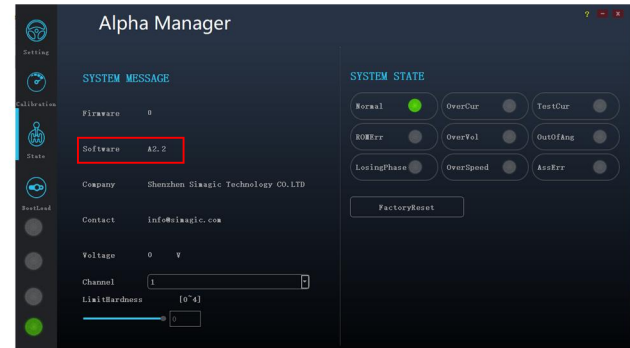 Alpha Manager
? - x
Setting
Calibration
State
BootLoad
SYSTEM MESSAGE
Firmware 0
Software A2.2
Company Shenzhen Simagic Technology CO.LTD
Contact info@simagic.com
Voltage 0 V
Channel 1
LimitHardness [0~4]
0
SYSTEM STATE
Normal OverCur TestCur
ROMErr OverVol OutOfAng
LosingPhase OverSpeed AssErr
FactoryReset